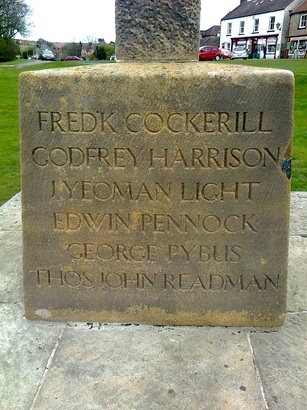 FREDK COCKERILL
GODFREY HARRISON
J.YEOMAN LIGHT
EDWIN PENNOCK
GEORGE PYBUS
THOS JOHN READMAN